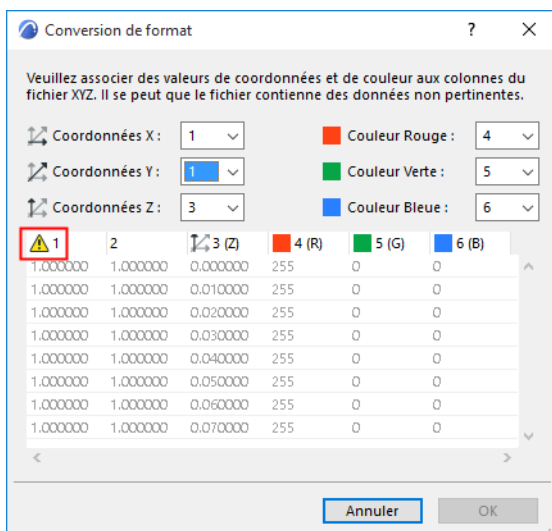 Conversion de format ? ×
Veuillez associer des valeurs de coordonnées et de couleur aux colonnes du
fichier XYZ. Il se peut que le fichier contienne des données non pertinentes.
Coordonnées X : 1 Couleur Rouge : 4
Coordonnées Y : 1 Couleur Verte : 5
Coordonnées Z : 3 Couleur Bleue : 6
1 2 3 (Z) 4 (R) 5 (G) 6 (B)
1.000000 1.000000 0.000000 255 0 0
1.000000 1.000000 0.010000 255 0 0
1.000000 1.000000 0.020000 255 0 0
1.000000 1.000000 0.030000 255 0 0
1.000000 1.000000 0.040000 255 0 0
1.000000 1.000000 0.050000 255 0 0
1.000000 1.000000 0.060000 255 0 0
1.000000 1.000000 0.070000 255 0 0
Annuler OK